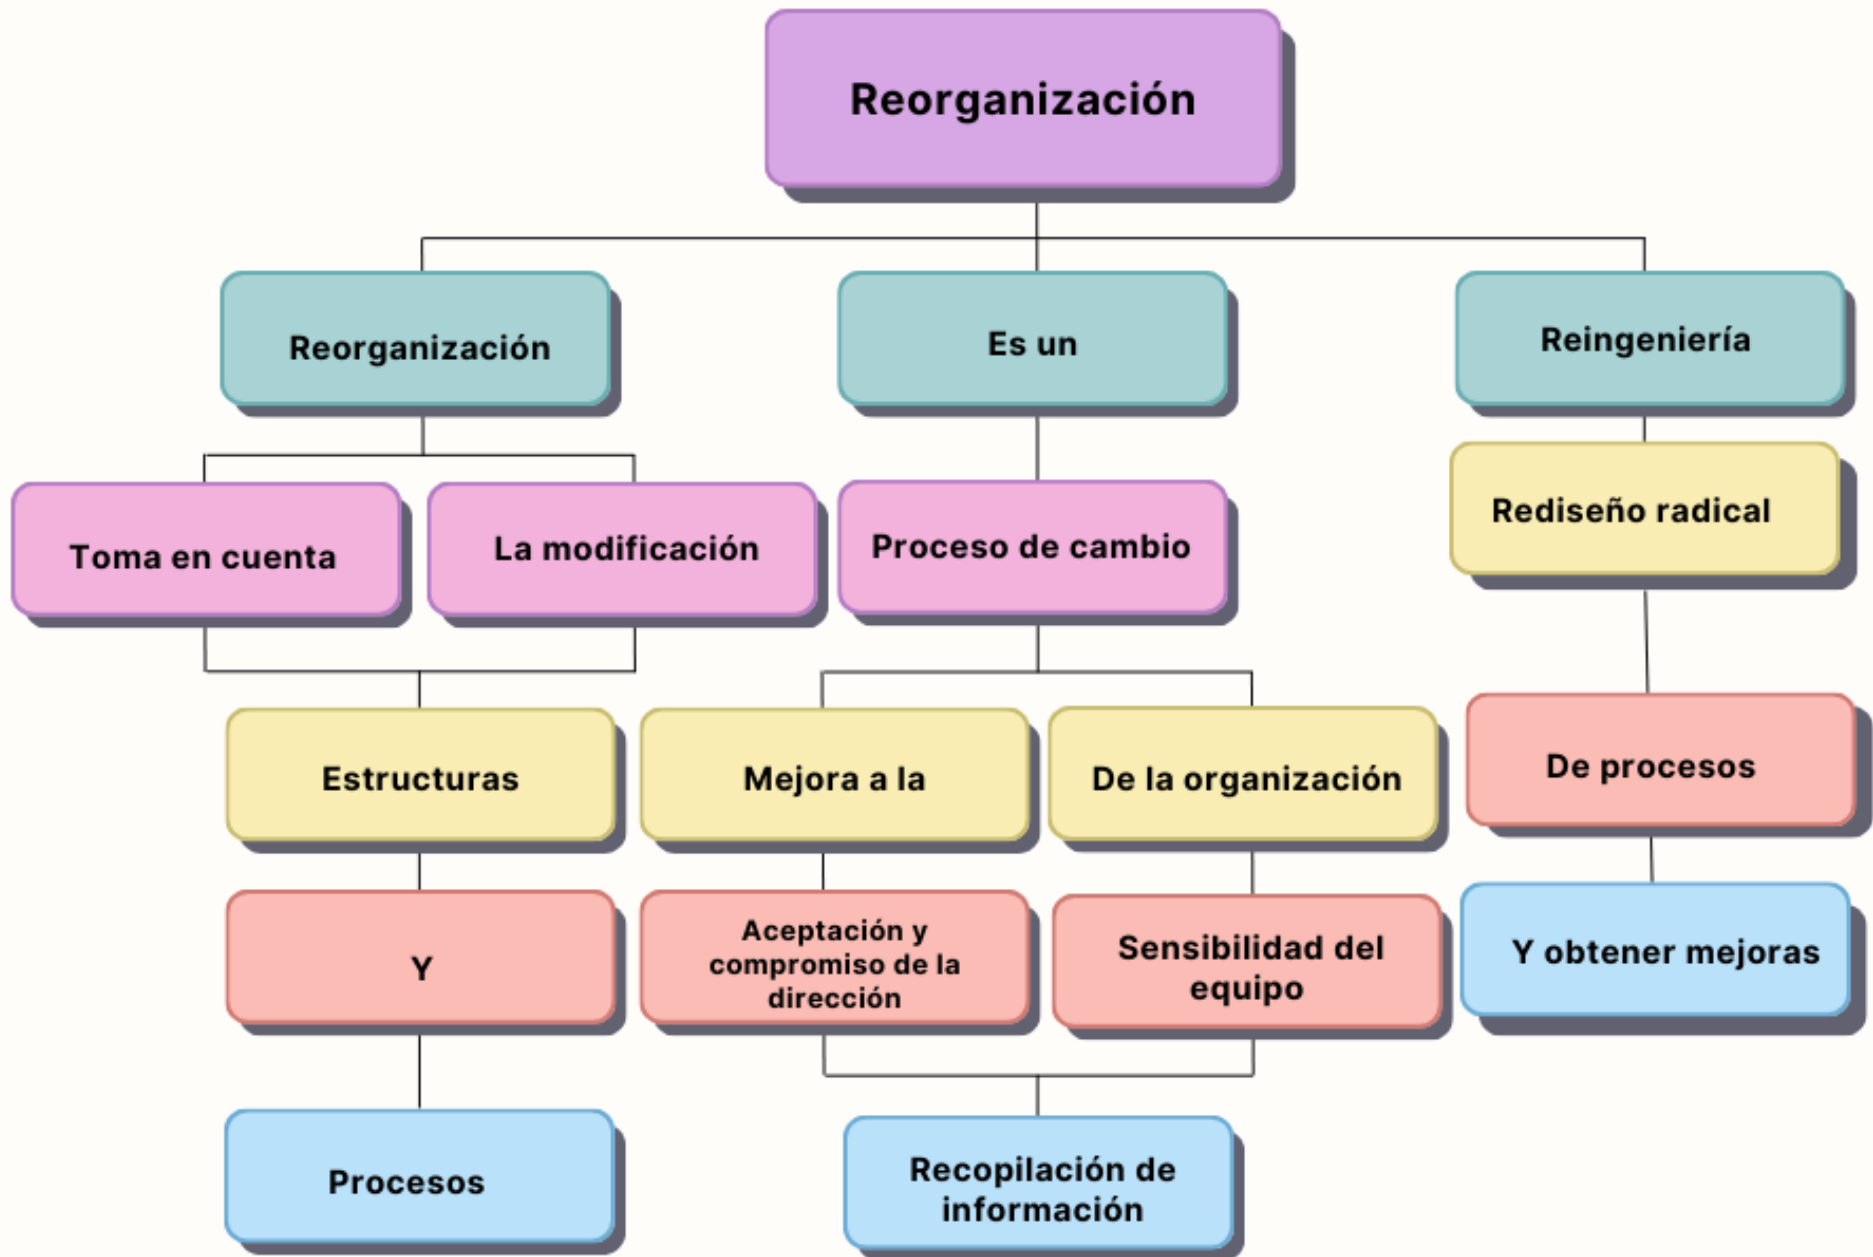 Reorganización
Reorganización
Es un
Reingeniería
Toma en cuenta
La modificación
Proceso de cambio
Rediseño radical
Estructuras
Mejora a la
De la organización
De procesos
Y
Aceptación y
compromiso de la
dirección
Sensibilidad del
equipo
Y obtener mejoras
Procesos
Recopilación de
información